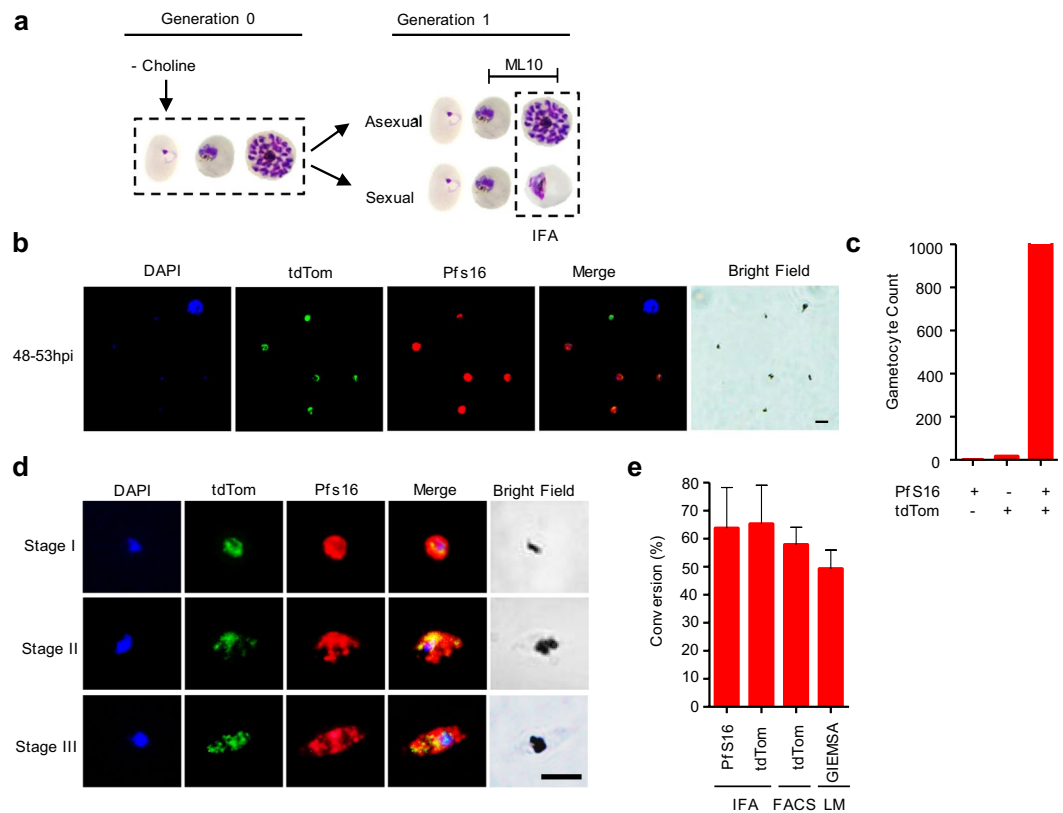 a
Generation 0
Generation 1
- Choline
ML10
Asexual
Sexual
IFA
b
DAPI
tdTom
Pfs16
Merge
Bright Field
48-53hpi
c
Gametocyte Count
1000
800
600
400
200
0
PfS16 + - +
tdTom - + +
d
DAPI
tdTom
Pfs16
Merge
Bright Field
Stage I
Stage II
Stage III
e
Conversion (%)
80
70
60
50
40
30
20
10
0
PfS16
tdTom
tdTom
GIEMSA
IFA
FACS
LM